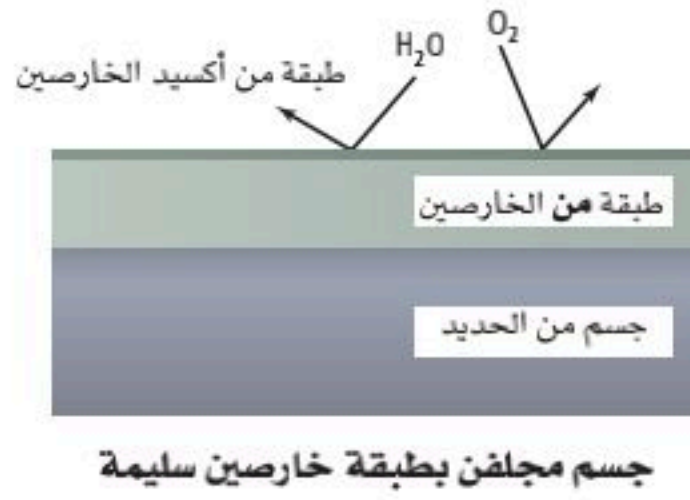 O₂
H₂O
طبقة من أكسيد الخارصين
طبقة من الخارصين
جسم من الحديد
جسم مجلفن بطبقة خارصين سليمة